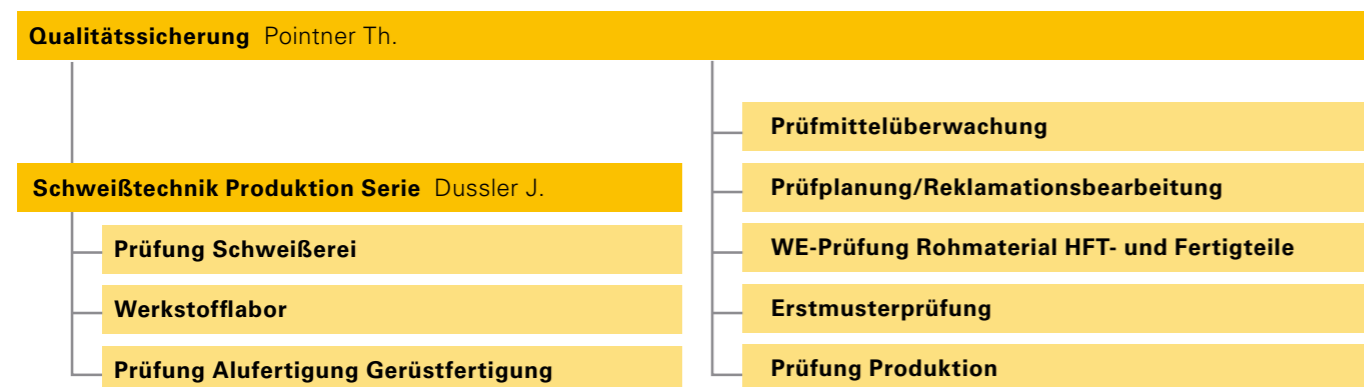 Qualitätssicherung Pointner Th.
Schweißtechnik Produktion Serie Dussler J.
Prüfung Schweißerei
Werkstofflabor
Prüfung Alufertigung Gerüstfertigung
Prüfmittelüberwachung
Prüfplanung/Reklamationsbearbeitung
WE-Prüfung Rohmaterial HFT- und Fertigteile
Erstmusterprüfung
Prüfung Produktion